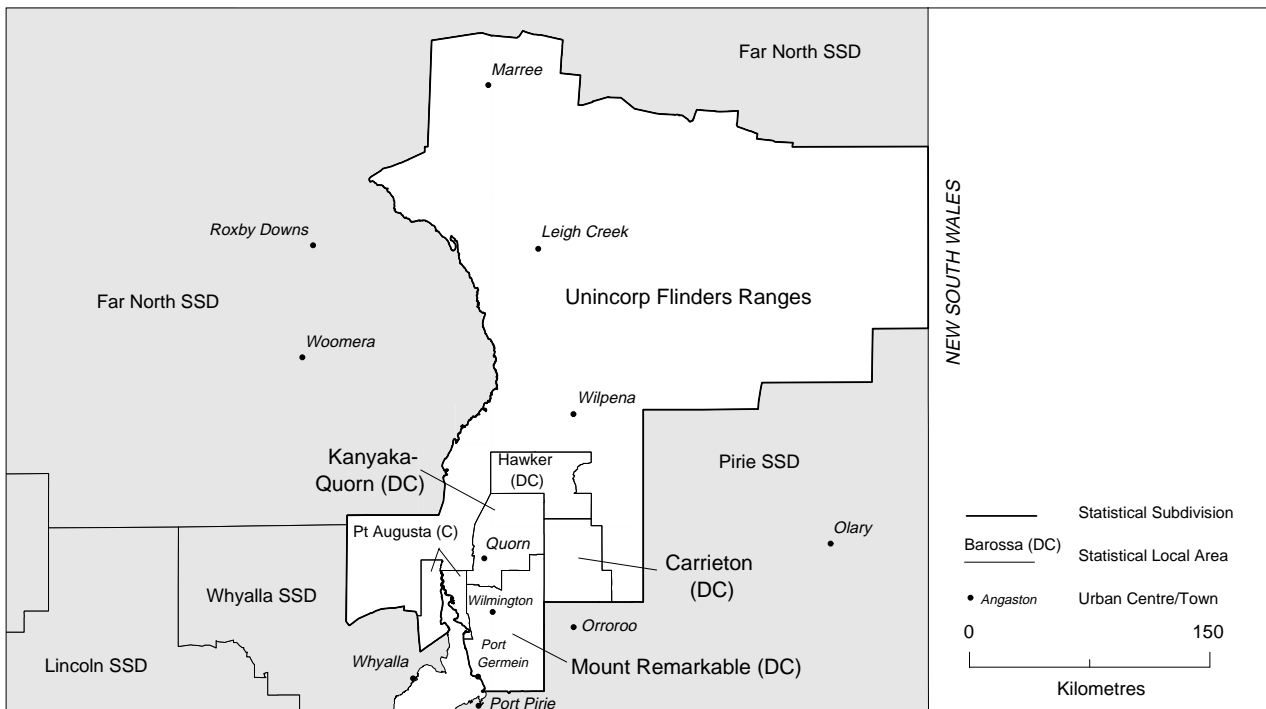 Far North SSD
Marree
NEW SOUTH WALES
Roxby Downs
Leigh Creek
Far North SSD
Unincorp Flinders Ranges
Woomera
Wilpena
Kanyaka-
Quorn (DC)
Hawker
(DC)
Pirie SSD
Pt Augusta (C)
Quorn
Olary
Carrieton
(DC)
Whyalla SSD
Wilmington
Orroroo
Port
Germein
Mount Remarkable (DC)
Lincoln SSD
Whyalla
Port Pirie
Statistical Subdivision
Barossa (DC)
Statistical Local Area
Angaston
Urban Centre/Town
0
150
Kilometres